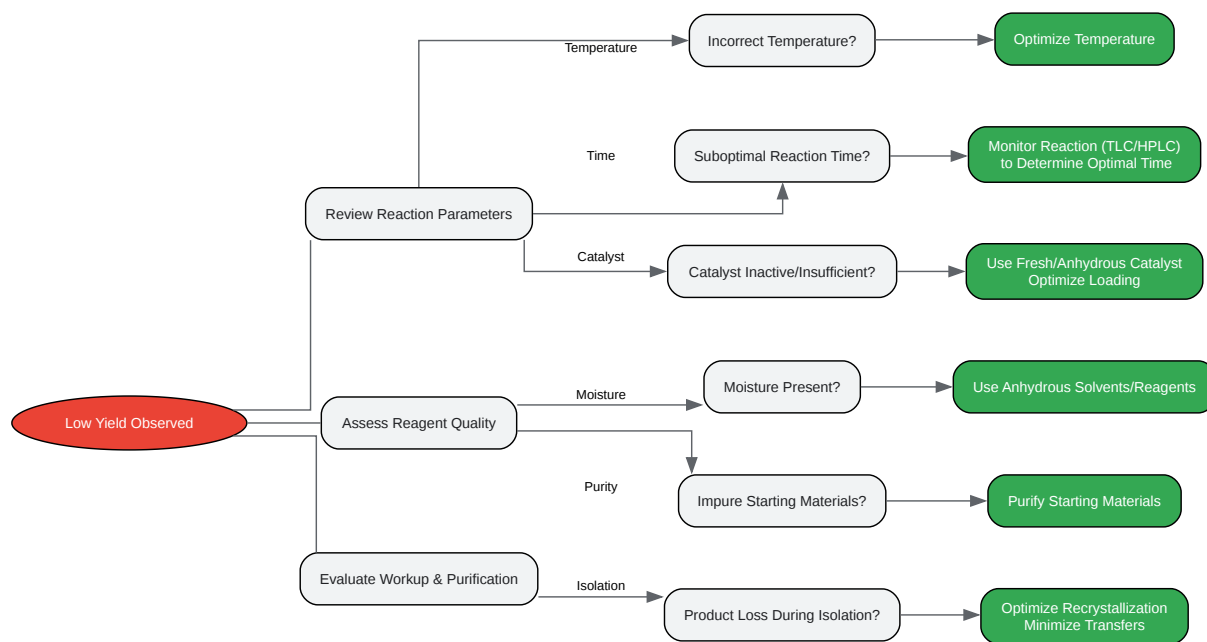 Temperature
Incorrect Temperature?
Optimize Temperature
Time
Suboptimal Reaction Time?
Monitor Reaction (TLC/HPLC)
to Determine Optimal Time
Review Reaction Parameters
Catalyst
Catalyst Inactive/Insufficient?
Use Fresh/Anhydrous Catalyst
Optimize Loading
Low Yield Observed
Assess Reagent Quality
Moisture
Moisture Present?
Use Anhydrous Solvents/Reagents
Purity
Impure Starting Materials?
Purify Starting Materials
Evaluate Workup & Purification
Isolation
Product Loss During Isolation?
Optimize Recrystallization
Minimize Transfers